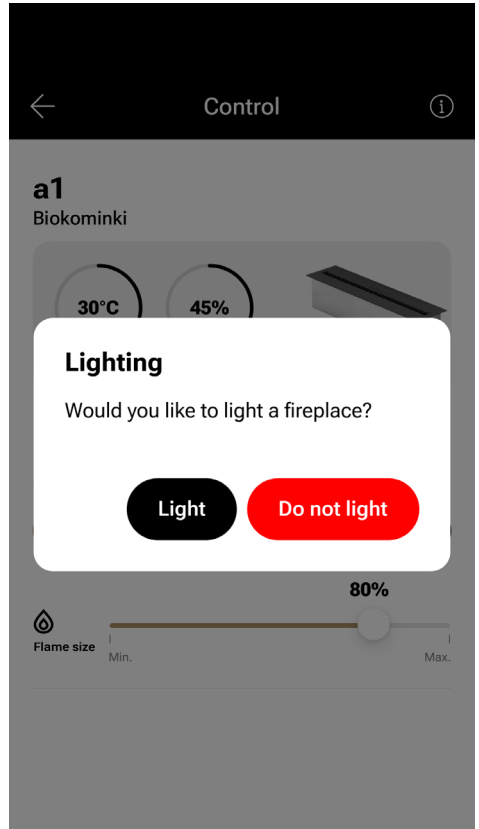 Control
a1
Biokominki
30°C
45%
Lighting
Would you like to light a fireplace?
Light
Do not light
80%
Flame size
Min.
Max.